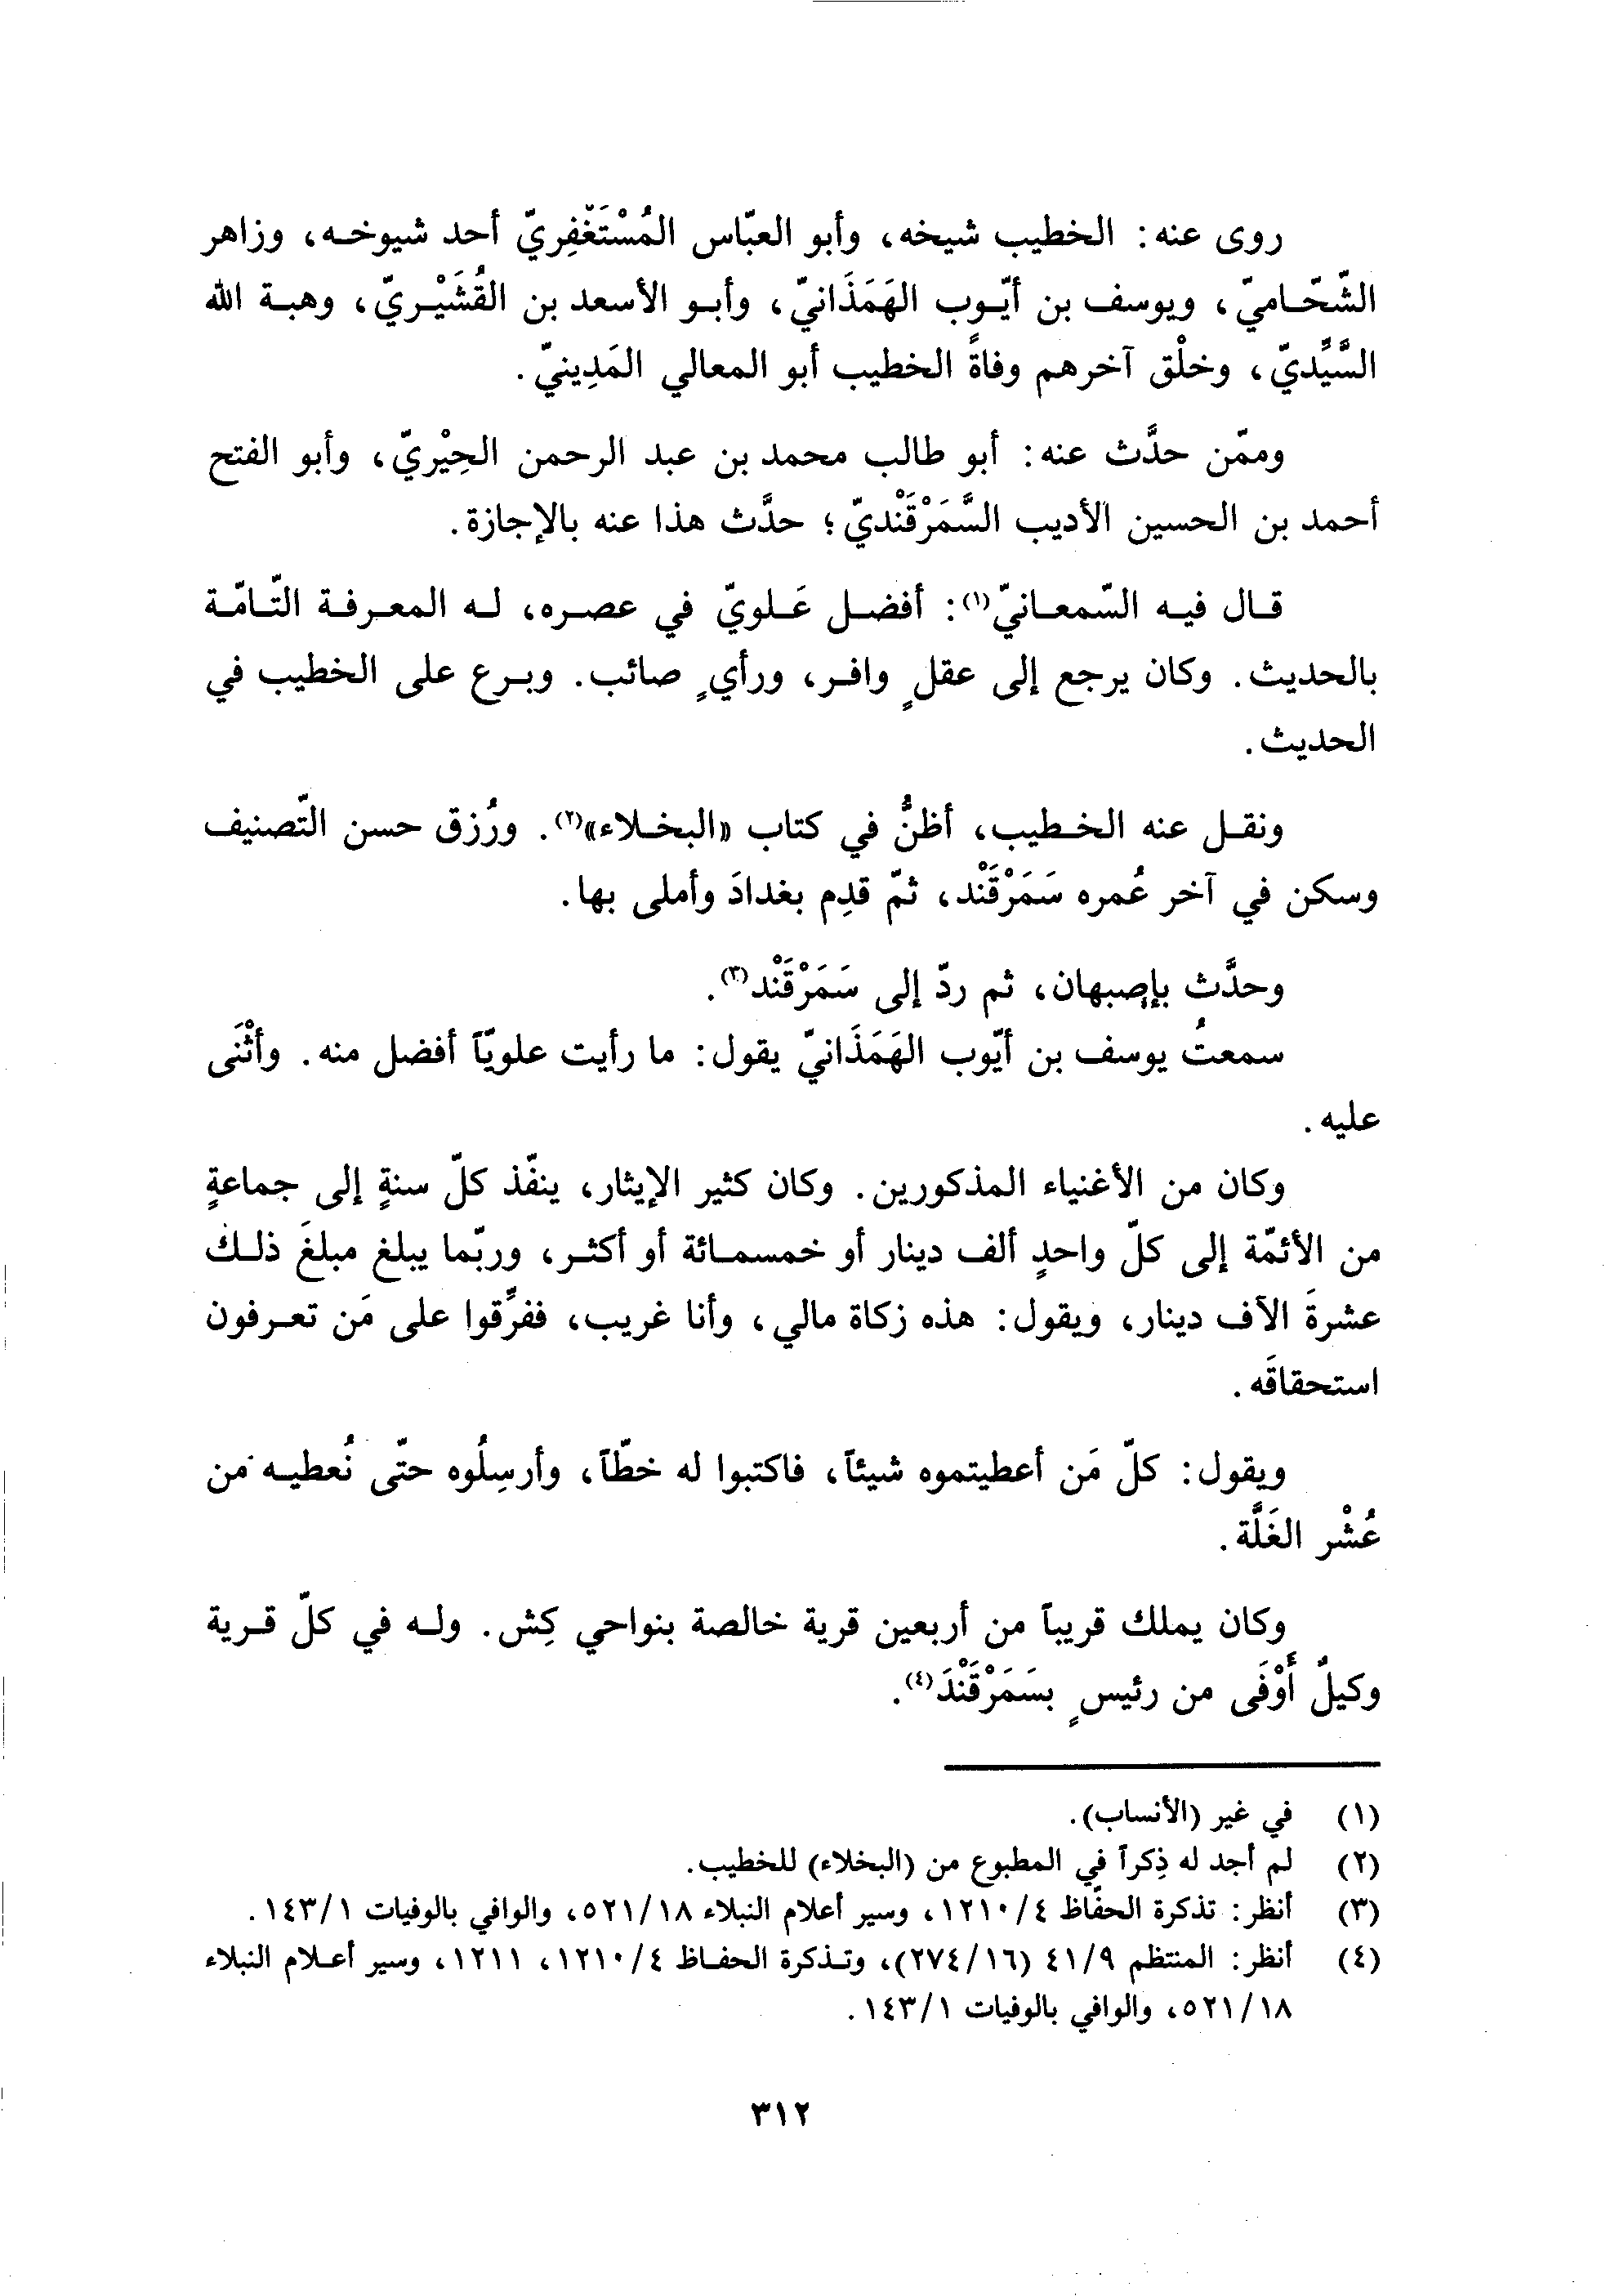 روى عنه: الخطيب شيخه، وأبو العبّاس المُسْتَغْفِريّ أحد شيوخه، وزاهر
الشّحّاميّ، ويوسف بن أيّوب الهَمَذَانيّ، وأبو الأسعد بن القُشَيْريّ، وهبة الله
السَّيِّديّ، وخلْق آخرهم وفاةً الخطيب أبو المعالي المَدِينيّ.
وممّن حدَّث عنه: أبو طالب محمد بن عبد الرحمن الحِيْريّ، وأبو الفتح
أحمد بن الحسين الأديب السَّمَرْقَنْديّ؛ حدَّث هذا عنه بالإجازة.
قال فيه السّمعانيّ(١): أفضل عَلويّ في عصره، له المعرفة التّامّة
بالحديث. وكان يرجع إلى عقلٍ وافر، ورأيٍ صائب. وبرع على الخطيب في
الحديث.
ونقل عنه الخطيب، أظنُّ في كتاب «البخلاء»(٢). ورُزق حسن التّصنيف
وسكن في آخر عُمره سَمَرْقَنْد، ثمّ قدِم بغدادَ وأملى بها.
وحدَّث بإصبهان، ثم ردّ إلى سَمَرْقَنْد(٣).
سمعتُ يوسف بن أيّوب الهَمَذَانيّ يقول: ما رأيت علويّاً أفضل منه. وأثْنَى
عليه.
وكان من الأغنياء المذكورين. وكان كثير الإيثار، ينفّذ كلّ سنةٍ إلى جماعةٍ
من الأئمّة إلى كلّ واحدٍ ألف دينار أو خمسمائة أو أكثر، وربّما يبلغ مبلغَ ذلك
عشرةَ الآف دينار، ويقول: هذه زكاة مالي، وأنا غريب، ففرِّقوا على مَن تعرفون
استحقاقَه.
ويقول: كلّ مَن أعطيتموه شيئاً، فاكتبوا له خطّاً، وأرسِلُوه حتّى نُعطيه من
عُشْر الغَلَّة.
وكان يملك قريباً من أربعين قرية خالصة بنواحي كِش. وله في كلّ قرية
وكيلٌ أَوْفَى من رئيسٍ بسَمَرْقَنْدَ(٤).
(١) في غير (الأنساب).
(٢) لم أجد له ذِكراً في المطبوع من (البخلاء) للخطيب.
(٣) أنظر: تذكرة الحفّاظ ٤/١٢١٠، وسير أعلام النبلاء ١٨/٥٢١، والوافي بالوفيات ١/١٤٣.
(٤) أنظر: المنتظم ٩/٤١ (١٦/٢٧٤)، وتذكرة الحفاظ ٤/١٢١٠، ١٢١١، وسير أعلام النبلاء
١٨/٥٢١، والوافي بالوفيات ١/١٤٣.
٣١٢